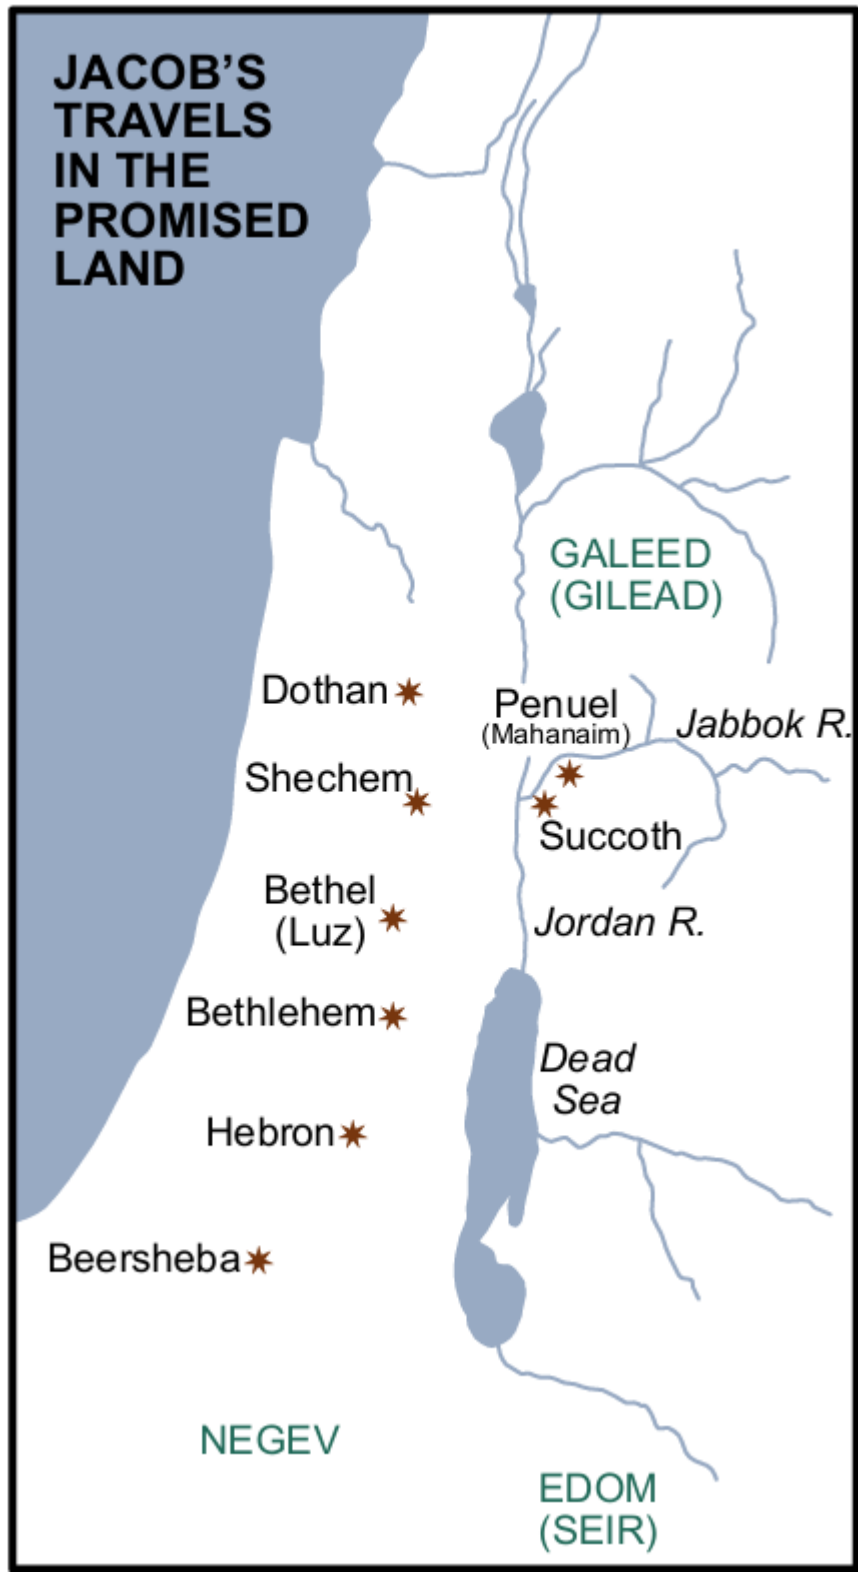 JACOB'S
TRAVELS
IN THE
PROMISED
LAND
GALEED
(GILEAD)
Dothan
Penuel
(Mahanaim)
Jabbok R.
Shechem
Succoth
Bethel
(Luz)
Jordan R.
Bethlehem
Dead
Sea
Hebron
Beersheba
NEGEV
EDOM
(SEIR)